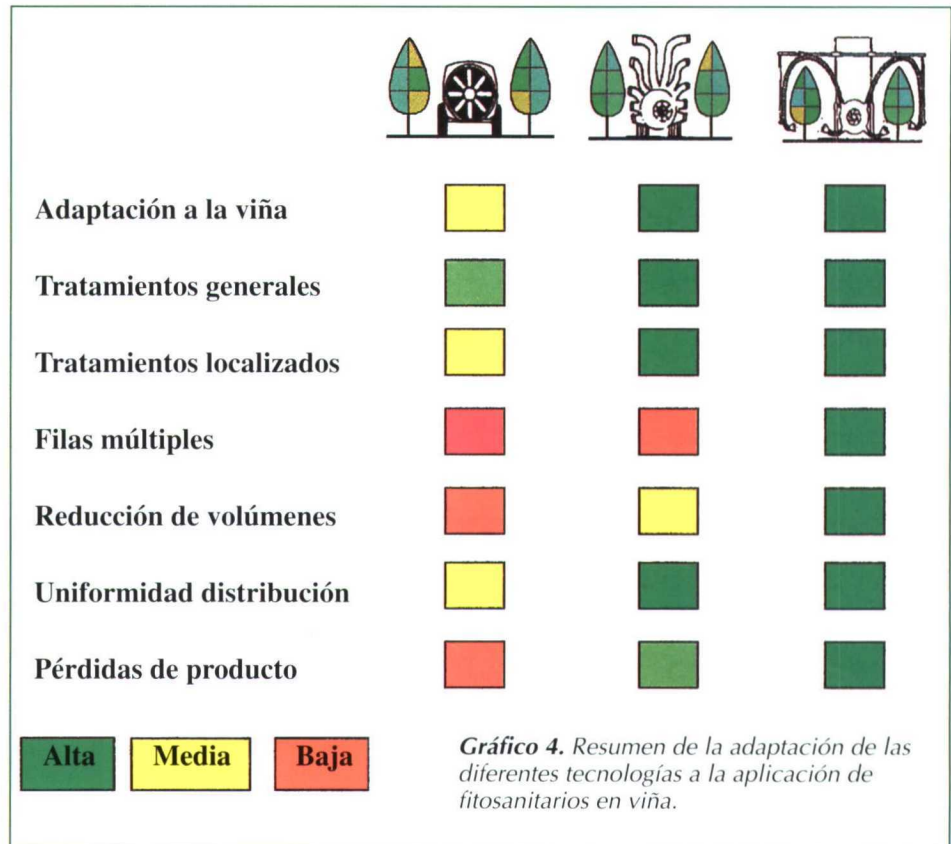 Adaptación a la viña
Tratamientos generales
Tratamientos localizados
Filas múltiples
Reducción de volúmenes
Uniformidad distribución
Pérdidas de producto
Alta Media Baja
Gráfico 4. Resumen de la adaptación de las
diferentes tecnologías a la aplicación de
fitosanitarios en viña.